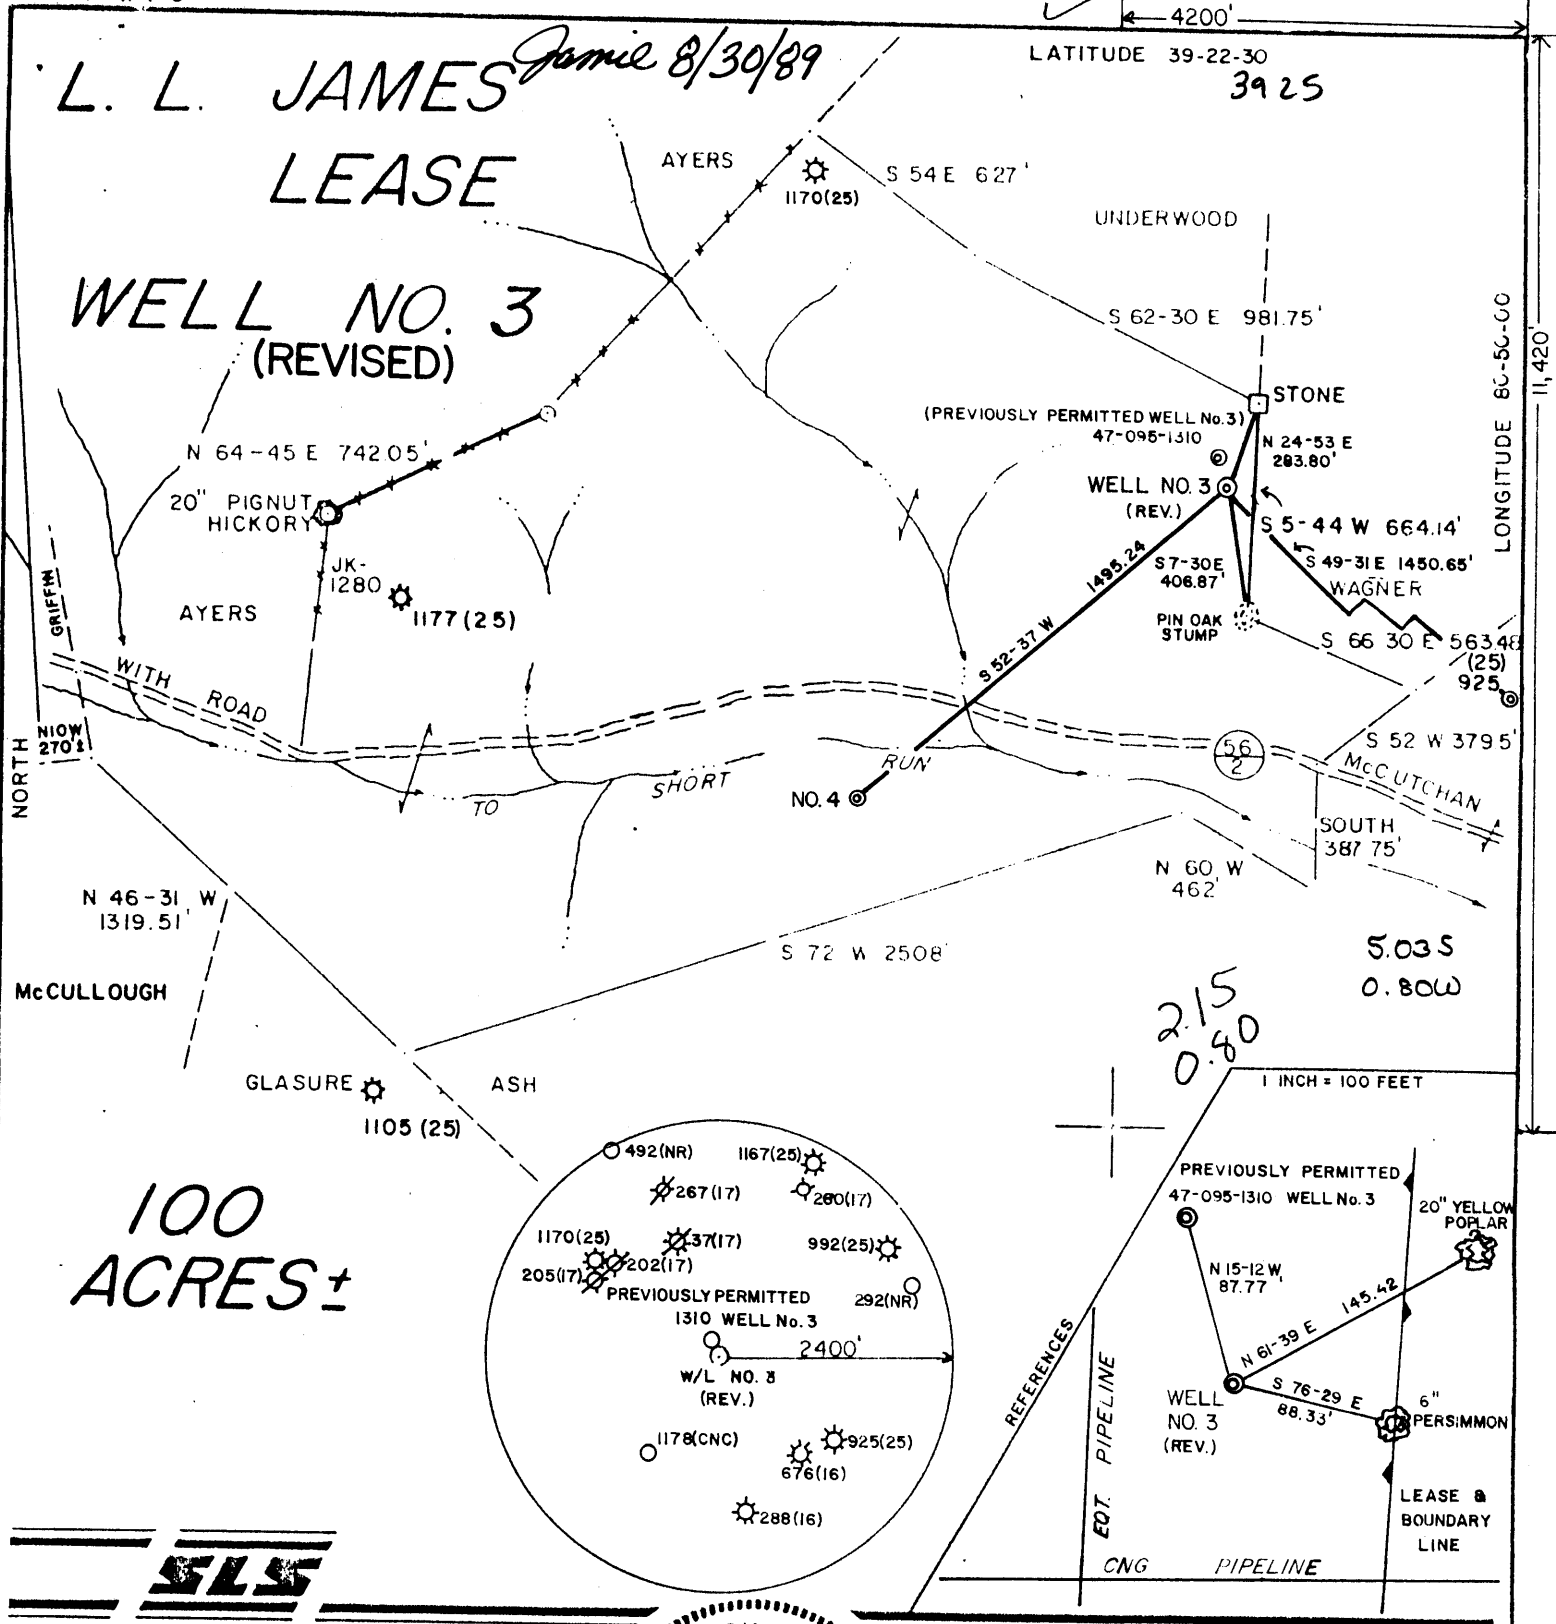 4200'
L. L. JAMES
Jamie 8/30/89
LATITUDE 39-22-30
3925
LEASE
AYERS
1170(25)
S 54 E 627'
UNDERWOOD
WELL NO. 3
(REVISED)
S 62-30 E 981.75'
LONGITUDE 80-50-00
11,420'
STONE
(PREVIOUSLY PERMITTED WELL No.3)
47-095-1310
N 24-53 E
283.80'
N 64-45 E 742.05'
WELL NO. 3
(REV.)
20" PIGNUT
HICKORY
S 5-44 W 664.14'
S 49-31 E 1450.65'
WAGNER
S 7-30 E
406.87'
1495.24
S 52-37 W
JK-
1280
1177 (25)
AYERS
GRIFFIN
PIN OAK
STUMP
S 66 30 E 563.48
(25)
925
WITH ROAD
N10W
270'±
NORTH
S 52 W 379.5'
56
2
McCUTCHAN
RUN
SHORT
TO
NO. 4
SOUTH
387 75'
N 60 W
462'
N 46-31 W
1319.51'
S 72 W 2508'
5.03 S
0.80W
McCULLOUGH
2.15
0.80
GLASURE
ASH
1105 (25)
1 INCH = 100 FEET
100
ACRES ±
492(NR)
1167(25)
267(17)
280(17)
1170(25)
37(17)
992(25)
202(17)
205(17)
PREVIOUSLY PERMITTED
1310 WELL No. 3
292(NR)
2400'
W/L NO. 3
(REV.)
1178(CNC)
925(25)
676(16)
288(16)
PREVIOUSLY PERMITTED
47-095-1310 WELL No. 3
20" YELLOW
POPLAR
N 15-12 W
87.77'
145.42
N 61-39 E
REFERENCES
EQT. PIPELINE
WELL
NO. 3
(REV.)
S 76-29 E
88.33'
6"
PERSIMMON
LEASE &
BOUNDARY
LINE
CNG PIPELINE
SLS